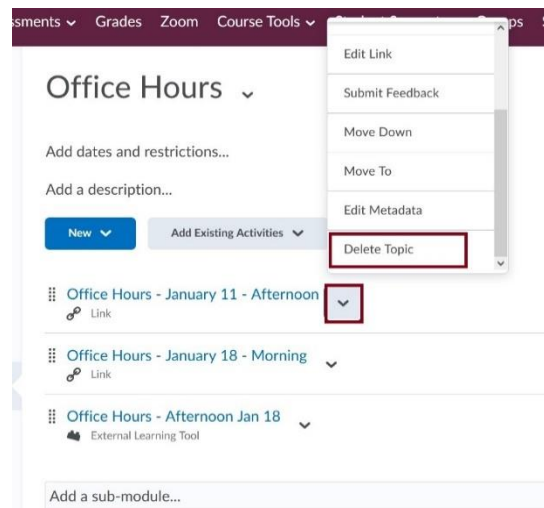 Grades Zoom Course Tools
Edit Link
Office Hours
Submit Feedback
Move Down
Add dates and restrictions...
Move To
Add a description...
Edit Metadata
New Add Existing Activities
Delete Topic
Office Hours - January 11 - Afternoon
Link
Office Hours - January 18 - Morning
Link
Office Hours - Afternoon Jan 18
External Learning Tool
Add a sub-module...